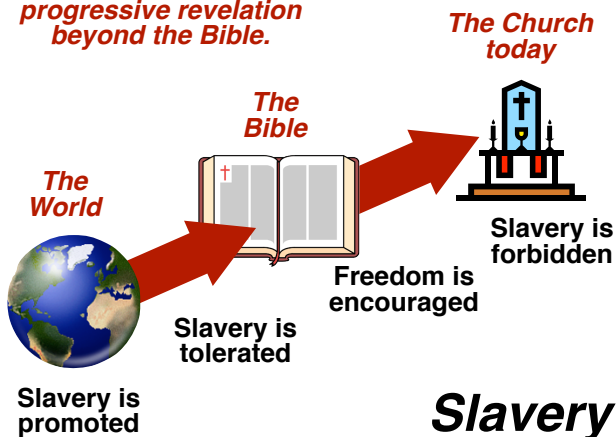 progressive revelation
beyond the Bible.
The Church
today
The
Bible
The
World
Slavery is
forbidden
Freedom is
encouraged
Slavery is
tolerated
Slavery is
promoted
Slavery